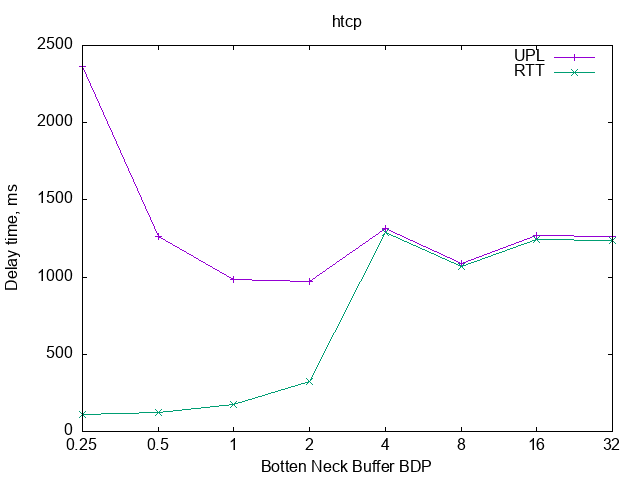 htcp
UPL
RTT
2500
2000
1500
1000
500
0
Delay time, ms
0.25 0.5 1 2 4 8 16 32
Botten Neck Buffer BDP